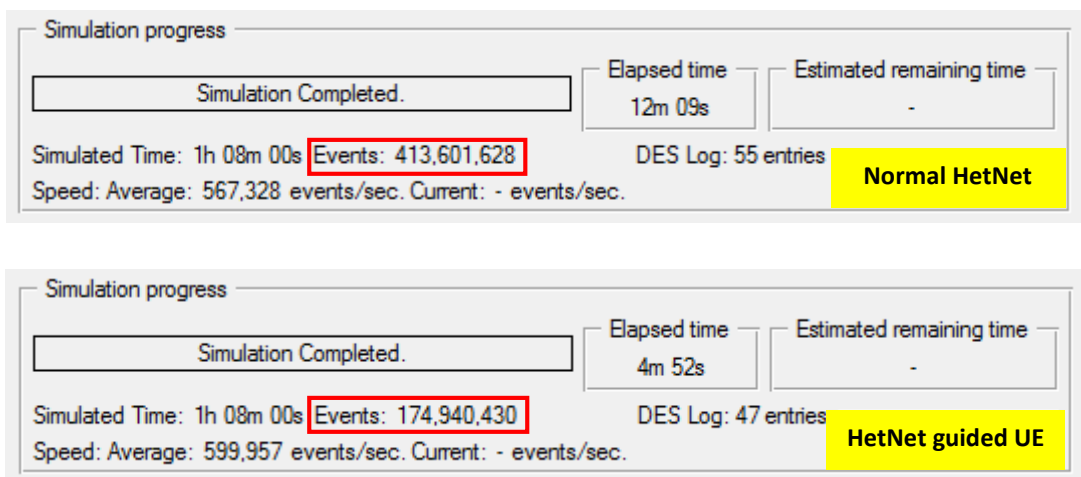 Simulation progress
Elapsed time
Estimated remaining time
Simulation Completed.
12m 09s
-
Simulated Time: 1h 08m 00s Events: 413,601,628 DES Log: 55 entries
Speed: Average: 567,328 events/sec. Current: - events/sec.
Normal HetNet
Simulation progress
Elapsed time
Estimated remaining time
Simulation Completed.
4m 52s
-
Simulated Time: 1h 08m 00s Events: 174,940,430 DES Log: 47 entries
Speed: Average: 599,957 events/sec. Current: - events/sec.
HetNet guided UE